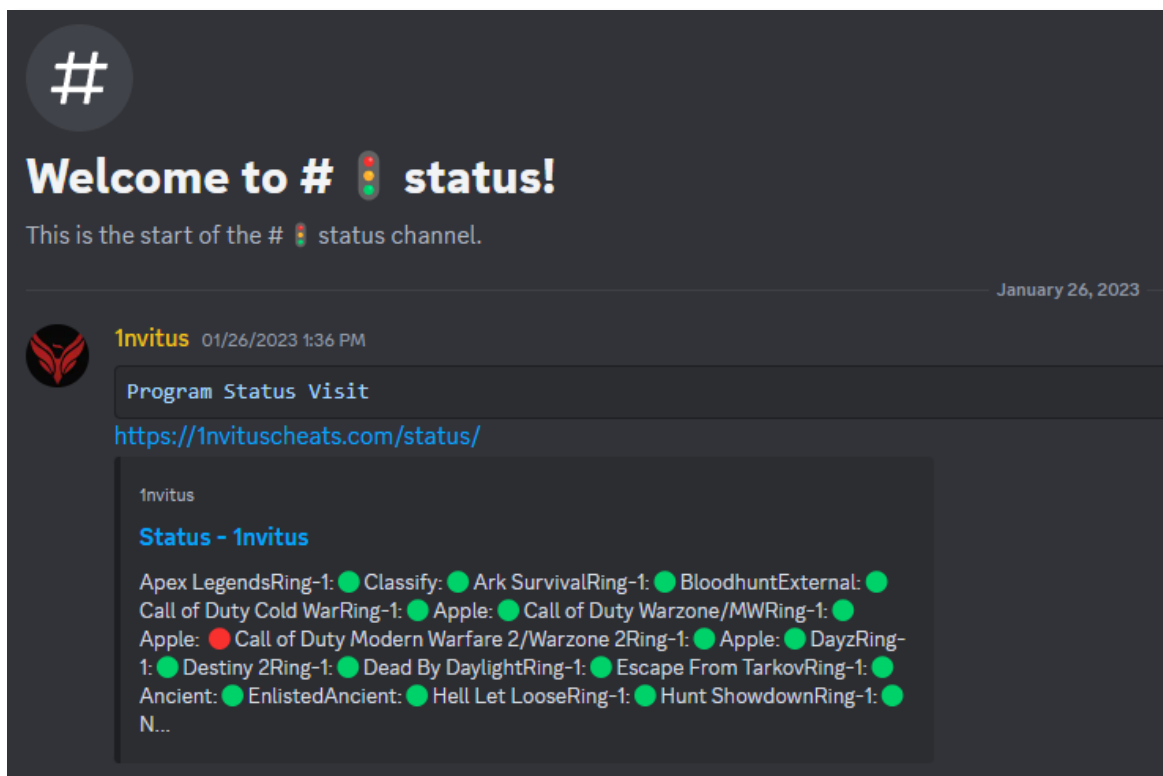 #
Welcome to # 🚦 status!
This is the start of the # 🚦 status channel.
January 26, 2023
1nvitus 01/26/2023 1:36 PM
Program Status Visit
https://1nvituscheats.com/status/
1nvitus
Status - 1nvitus
Apex LegendsRing-1: 🟢 Classify: 🟢 Ark SurvivalRing-1: 🟢 BloodhuntExternal: 🟢
Call of Duty Cold WarRing-1: 🟢 Apple: 🟢 Call of Duty Warzone/MWRing-1: 🟢
Apple: 🔴 Call of Duty Modern Warfare 2/Warzone 2Ring-1: 🟢 Apple: 🟢 DayzRing-
1: 🟢 Destiny 2Ring-1: 🟢 Dead By DaylightRing-1: 🟢 Escape From TarkovRing-1: 🟢
Ancient: 🟢 EnlistedAncient: 🟢 Hell Let LooseRing-1: 🟢 Hunt ShowdownRing-1: 🟢
N...